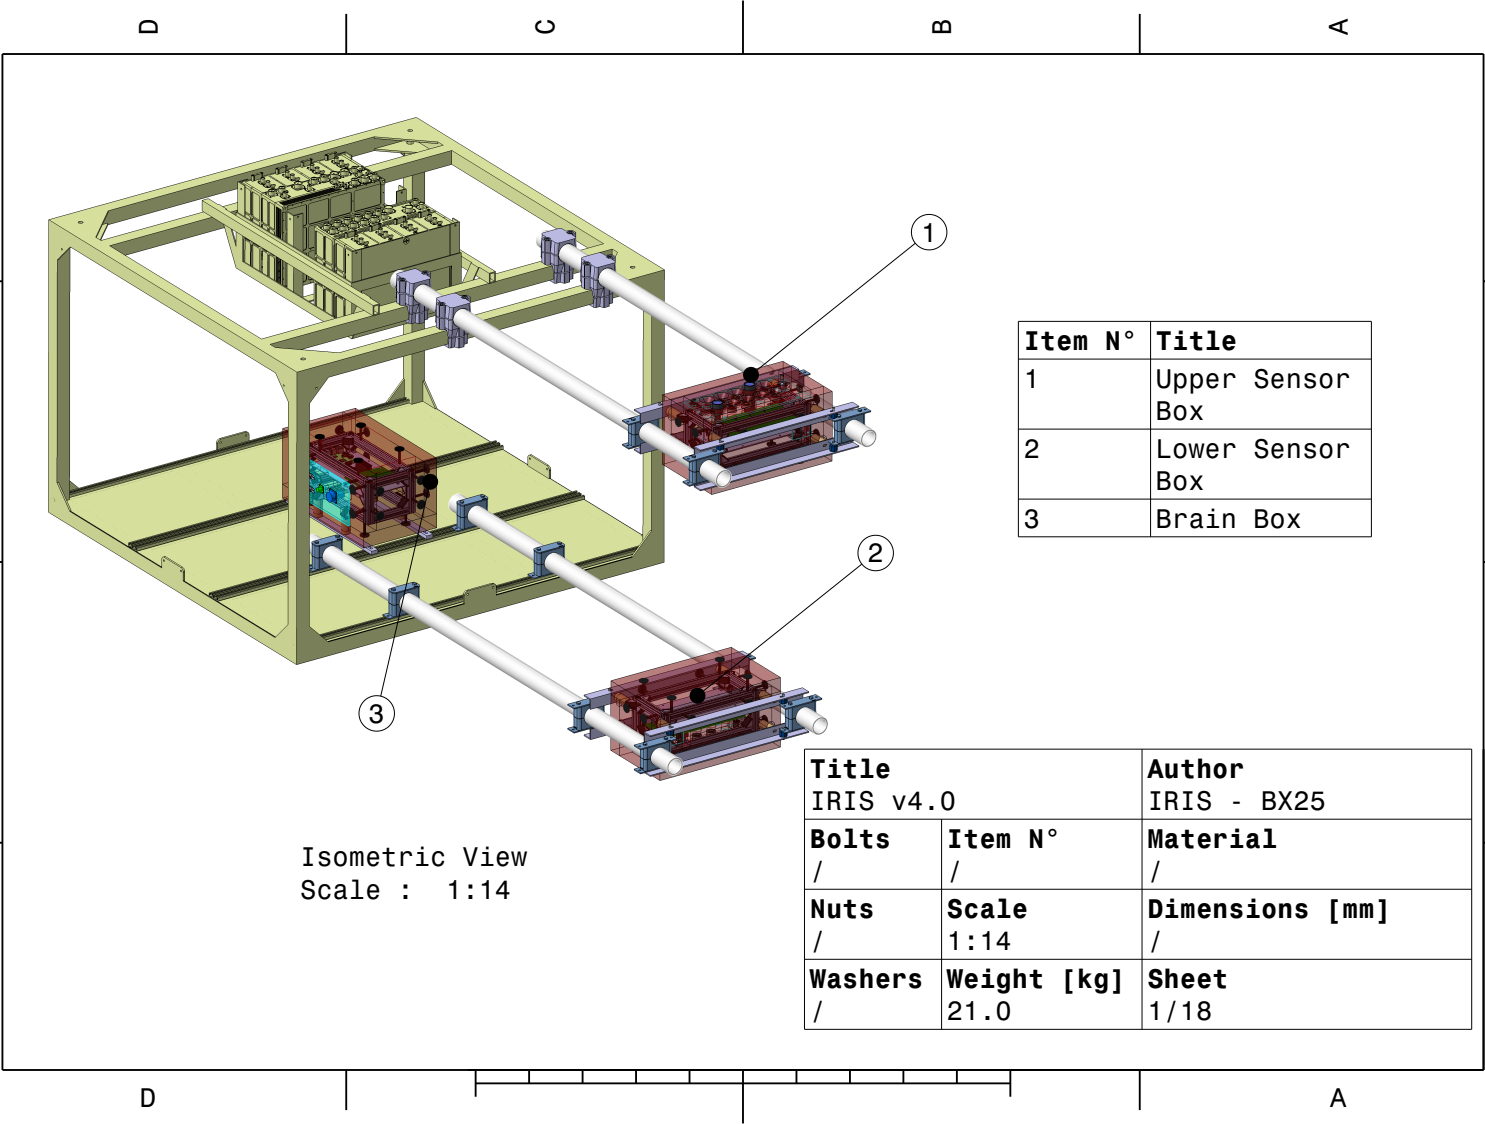 D C B A
1
Item N° Title
1 Upper Sensor
Box
2 Lower Sensor
Box
3 Brain Box
2
3
Title Author
IRIS v4.0 IRIS - BX25
Bolts Item N° Material
/ / /
Nuts Scale Dimensions [mm]
/ 1:14 /
Washers Weight [kg] Sheet
/ 21.0 1/18
Isometric View
Scale : 1:14
D A